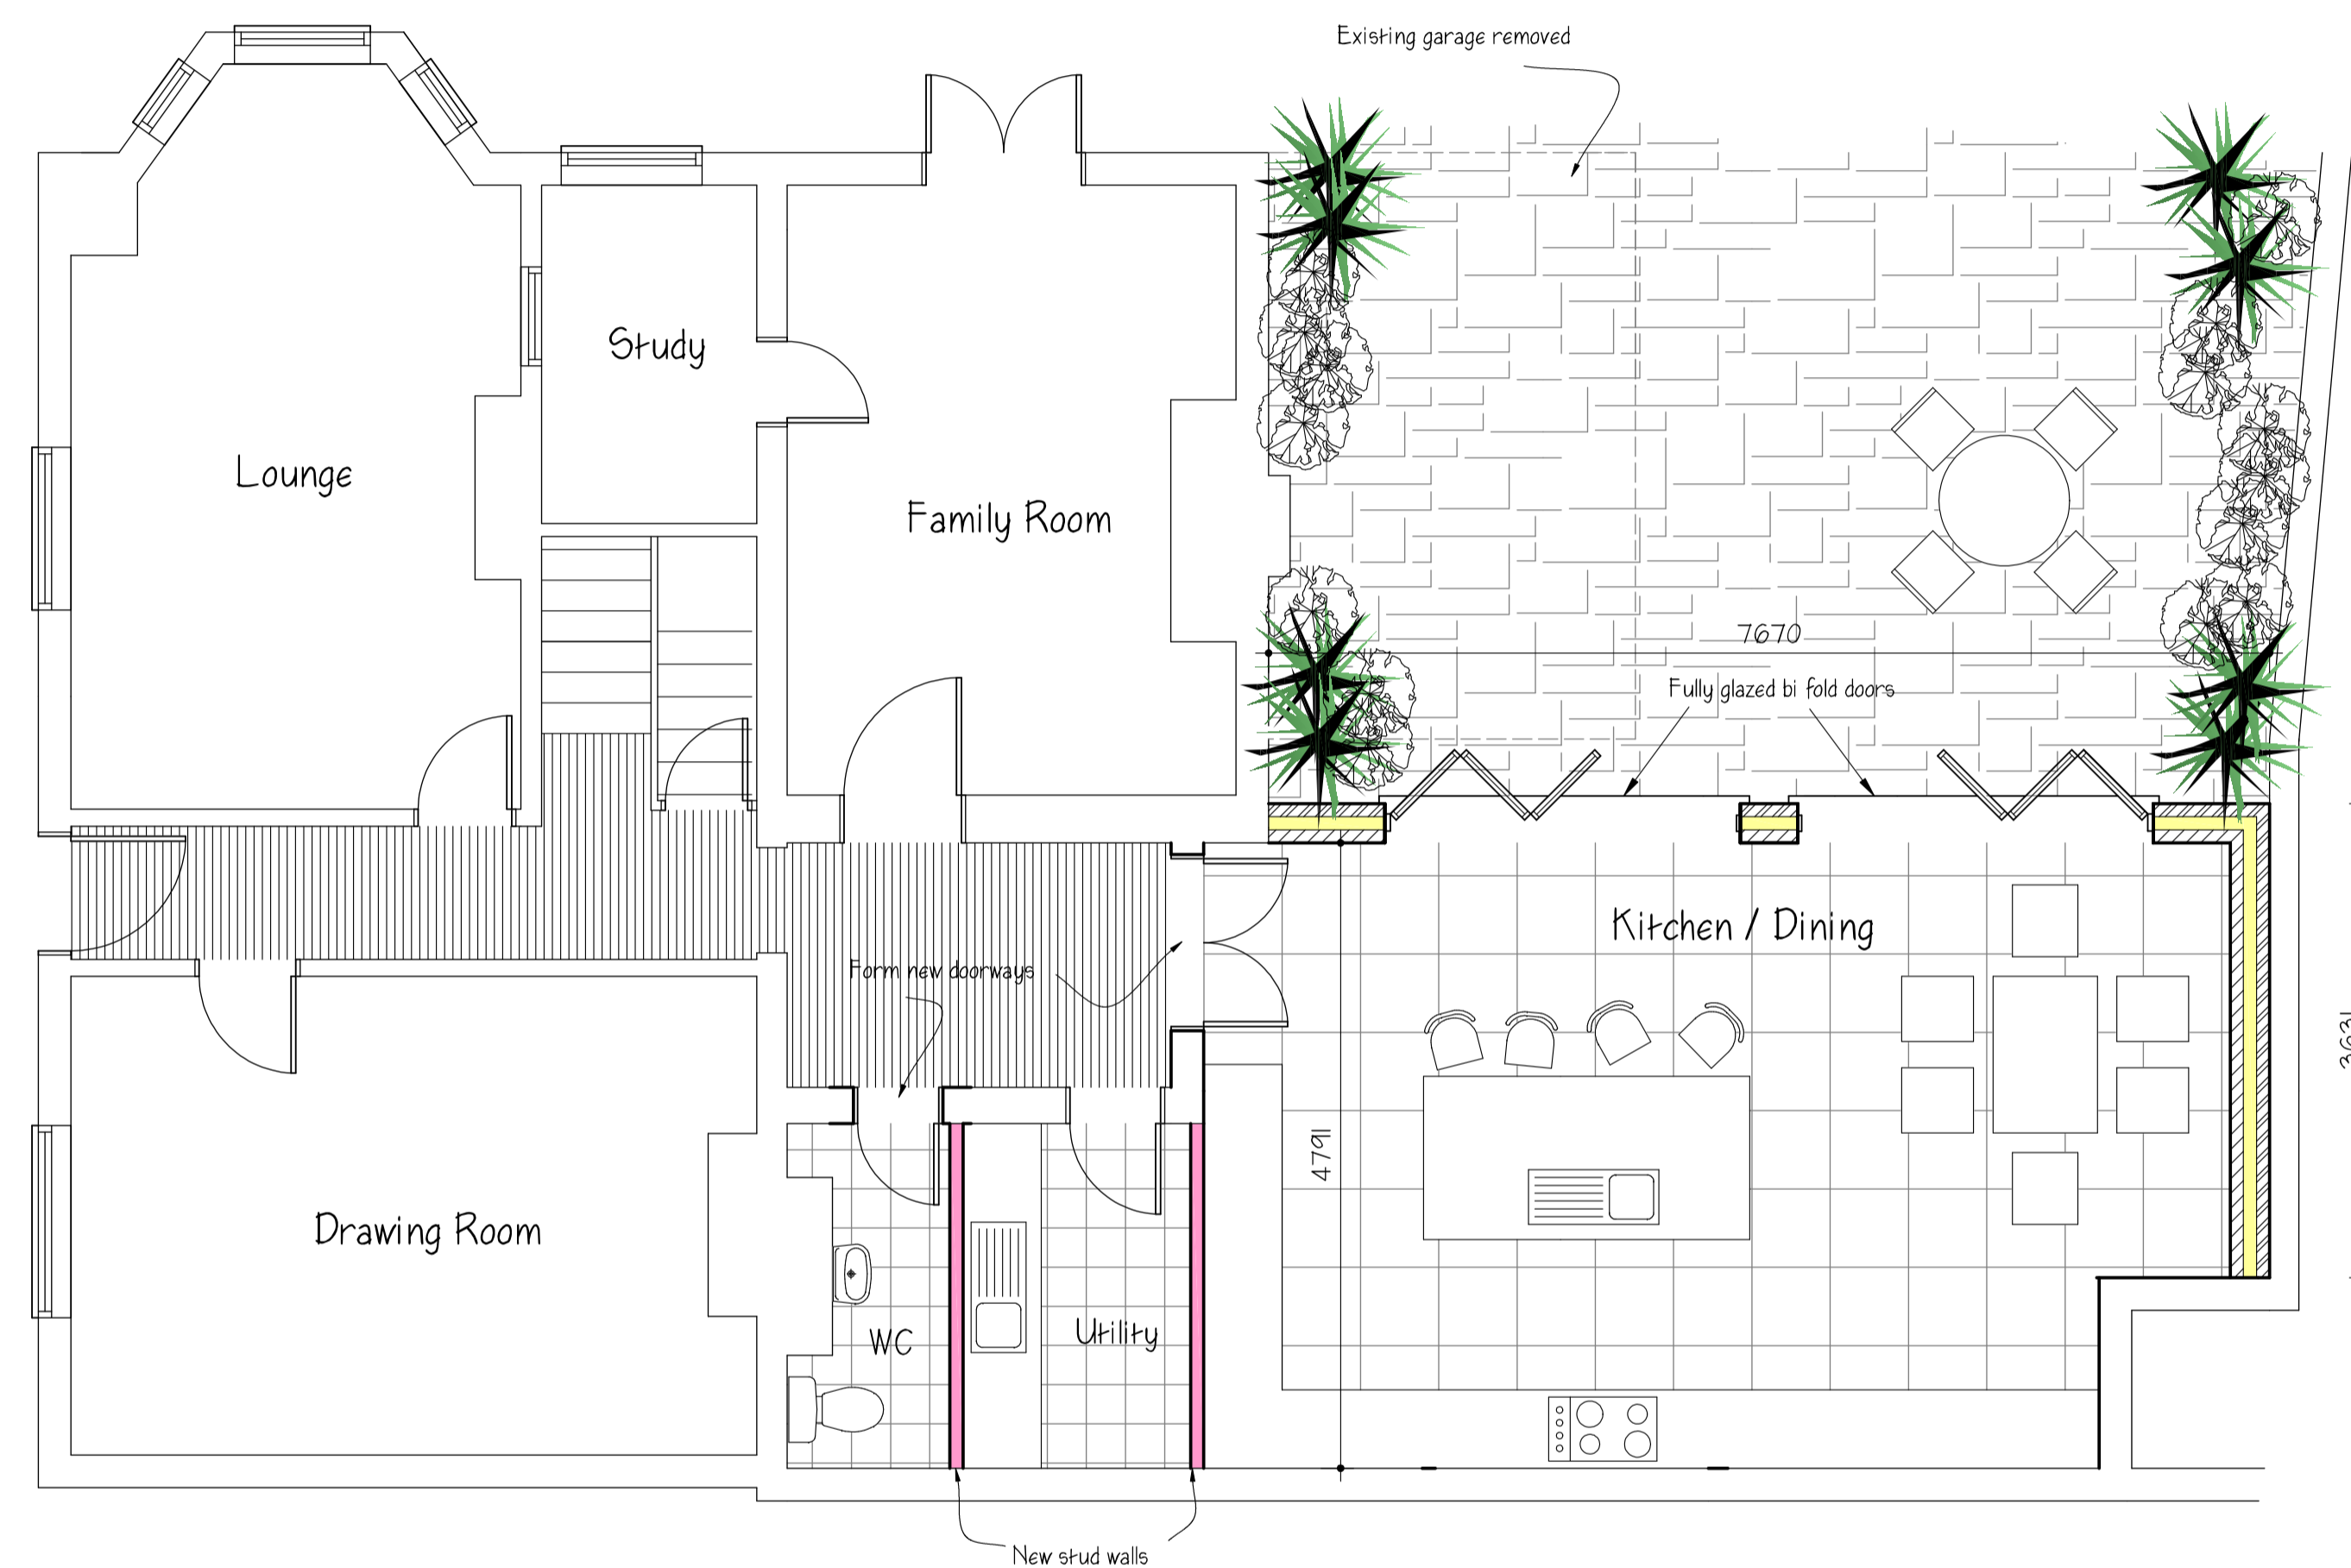 Existing garage removed
Study
Lounge
Family Room
7670
Fully glazed bi fold doors
Kitchen / Dining
Form new doorways
3631
4791
Drawing Room
WC
Utility
New stud walls